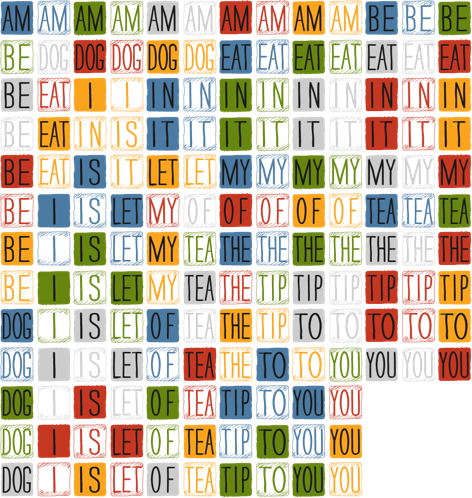 AM AM AM AM AM AM AM AM AM AM BE BE BE
BE DOG DOG DOG DOG DOG EAT EAT EAT EAT EAT EAT EAT
BE EAT I I IN IN IN IN IN IN IN IN IN
BE EAT IN IS IT IT IT IT IT IT IT IT IT
BE EAT IS IT LET LET MY MY MY MY MY MY MY
BE I IS LET MY OF OF OF OF OF TEA TEA TEA
BE I IS LET MY TEA THE THE THE THE THE THE THE
BE I IS LET MY TEA THE TIP TIP TIP TIP TIP TIP
DOG I IS LET OF TEA THE TIP TO TO TO TO TO
DOG I IS LET OF TEA THE TO TO YOU YOU YOU YOU
DOG I IS LET OF TEA TIP TO YOU YOU
DOG I IS LET OF TEA TIP TO YOU YOU
DOG I IS LET OF TEA TIP TO YOU YOU